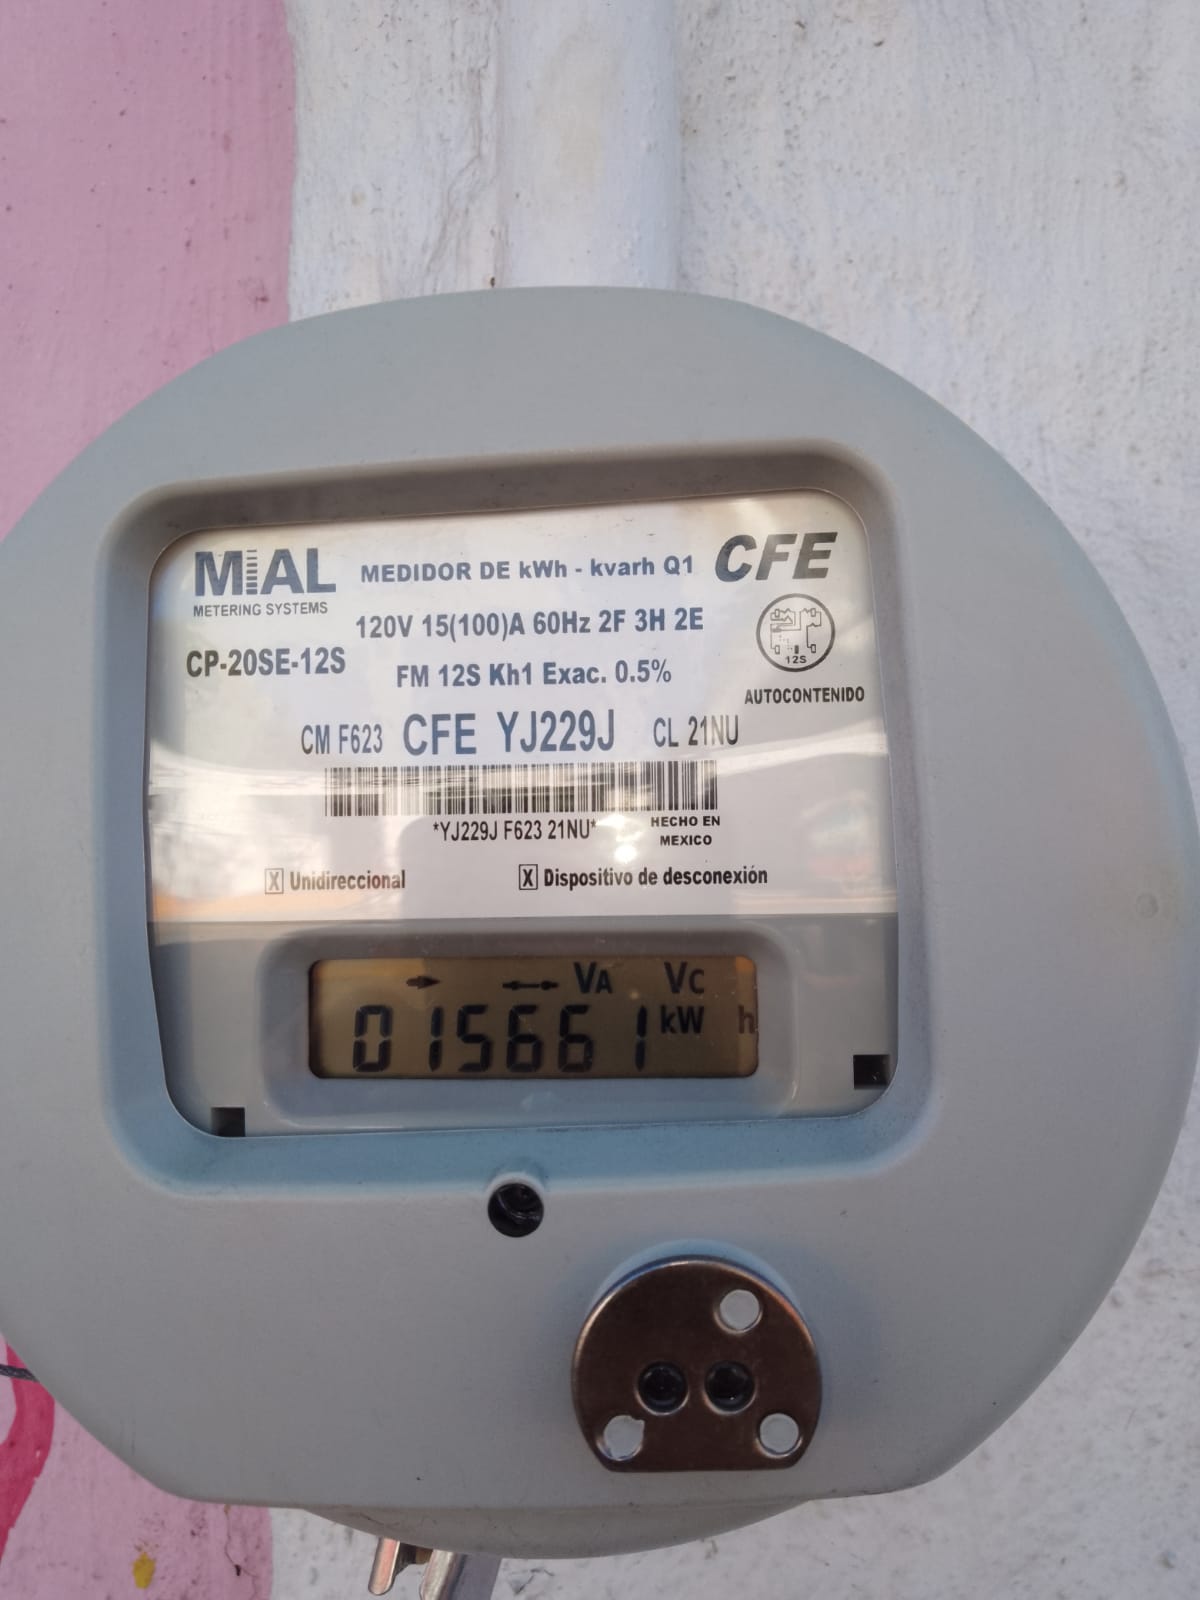 MIAL
METERING SYSTEMS
MEDIDOR DE kWh - kvarh Q1
CFE
120V 15(100)A 60Hz 2F 3H 2E
CP-20SE-12S
FM 12S Kh1 Exac. 0.5%
12S
AUTOCONTENIDO
CM F623 CFE YJ229J CL 21NU
*YJ229J F623 21NU*
HECHO EN
MEXICO
X Unidireccional
X Dispositivo de desconexión
VA VC
015661 kW h